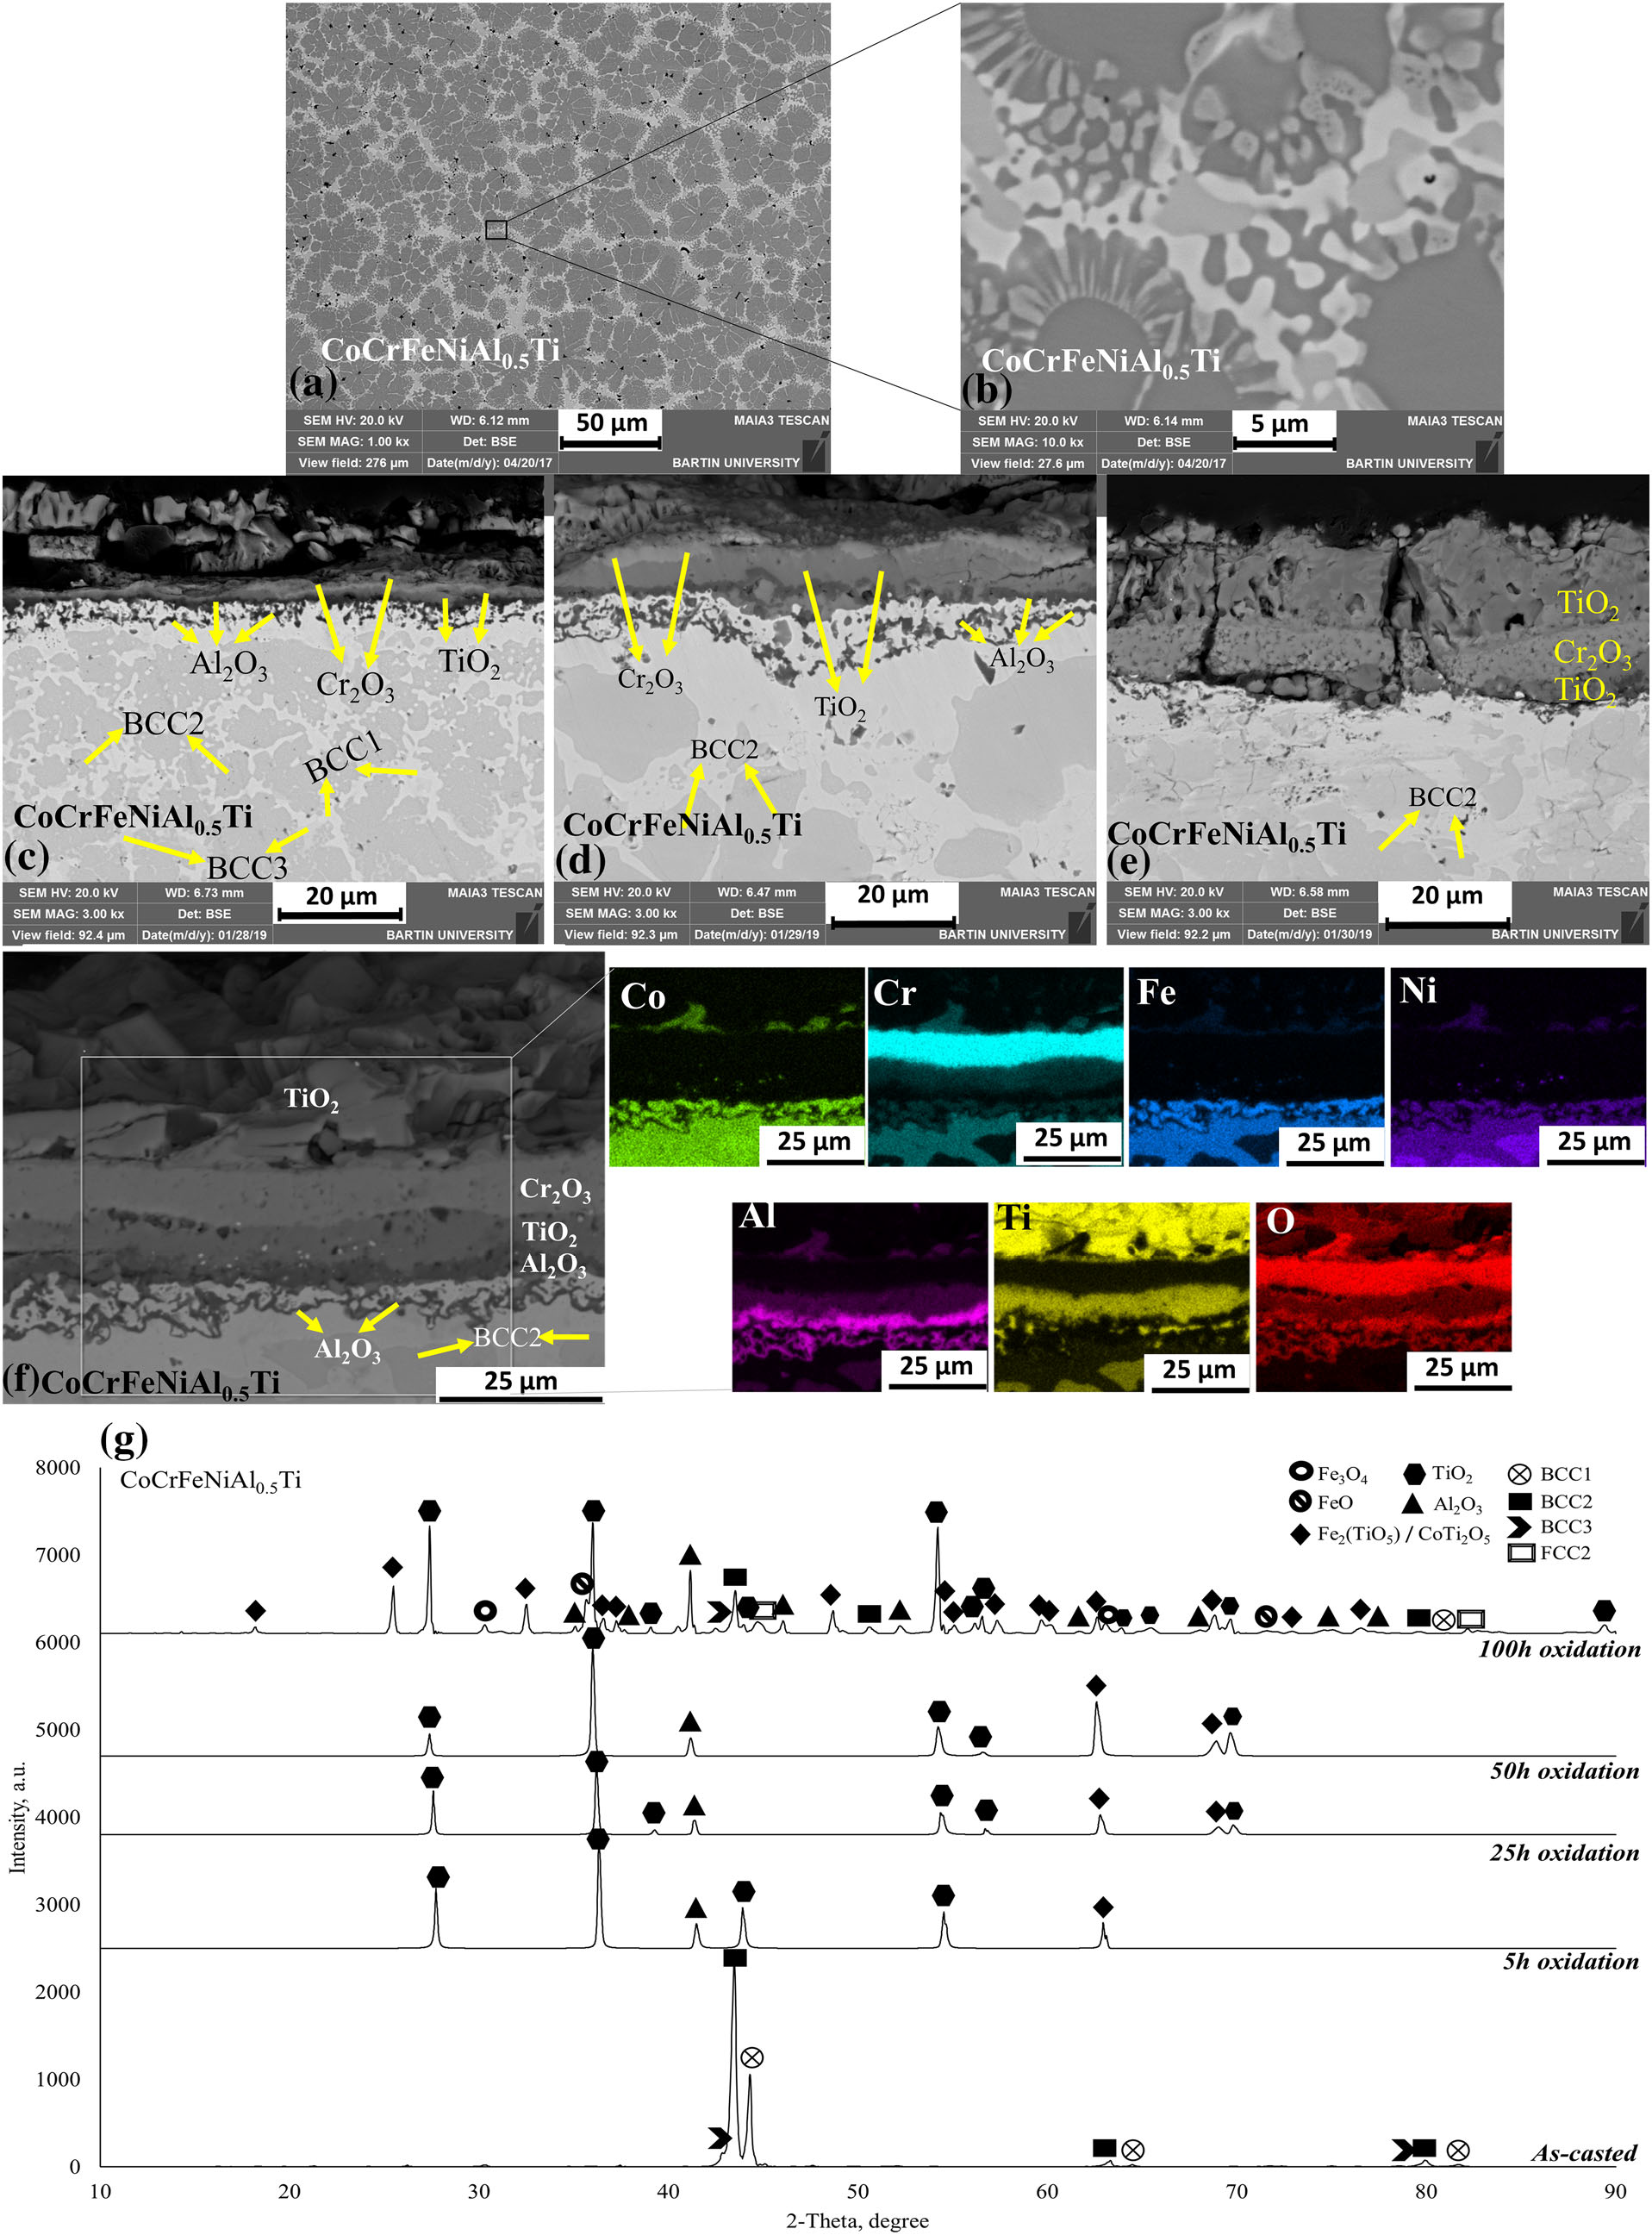 CoCrFeNiAl0.5Ti
(a)
SEM HV: 20.0 kV WD: 6.12 mm MAIA3 TESCAN
SEM MAG: 1.00 kx Det: BSE 50 µm
View field: 276 µm Date(m/d/y): 04/20/17 BARTIN UNIVERSITY
CoCrFeNiAl0.5Ti
(b)
SEM HV: 20.0 kV WD: 6.14 mm MAIA3 TESCAN
SEM MAG: 10.0 kx Det: BSE 5 µm
View field: 27.6 µm Date(m/d/y): 04/20/17 BARTIN UNIVERSITY
Al2O3
Cr2O3
TiO2
BCC2
BCC1
CoCrFeNiAl0.5Ti
(c)
BCC3
SEM HV: 20.0 kV WD: 6.73 mm MAIA3 TESCAN
SEM MAG: 3.00 kx Det: BSE 20 µm
View field: 92.4 µm Date(m/d/y): 01/28/19 BARTIN UNIVERSITY
Cr2O3
TiO2
Al2O3
BCC2
CoCrFeNiAl0.5Ti
(d)
SEM HV: 20.0 kV WD: 6.47 mm MAIA3 TESCAN
SEM MAG: 3.00 kx Det: BSE 20 µm
View field: 92.3 µm Date(m/d/y): 01/29/19 BARTIN UNIVERSITY
TiO2
Cr2O3
TiO2
BCC2
CoCrFeNiAl0.5Ti
(e)
SEM HV: 20.0 kV WD: 6.58 mm MAIA3 TESCAN
SEM MAG: 3.00 kx Det: BSE 20 µm
View field: 92.2 µm Date(m/d/y): 01/30/19 BARTIN UNIVERSITY
TiO2
Cr2O3
TiO2
Al2O3
Al2O3
BCC2
(f) CoCrFeNiAl0.5Ti
25 µm
Co
25 µm
Cr
25 µm
Fe
25 µm
Ni
25 µm
Al
25 µm
Ti
25 µm
O
25 µm
(g)
CoCrFeNiAl0.5Ti
Fe3O4 TiO2 BCC1
FeO Al2O3 BCC2
Fe2(TiO5) / CoTi2O5 BCC3
FCC2
100h oxidation
50h oxidation
25h oxidation
5h oxidation
As-casted
8000
7000
6000
5000
4000
3000
2000
1000
0
Intensity, a.u.
10 20 30 40 50 60 70 80 90
2-Theta, degree